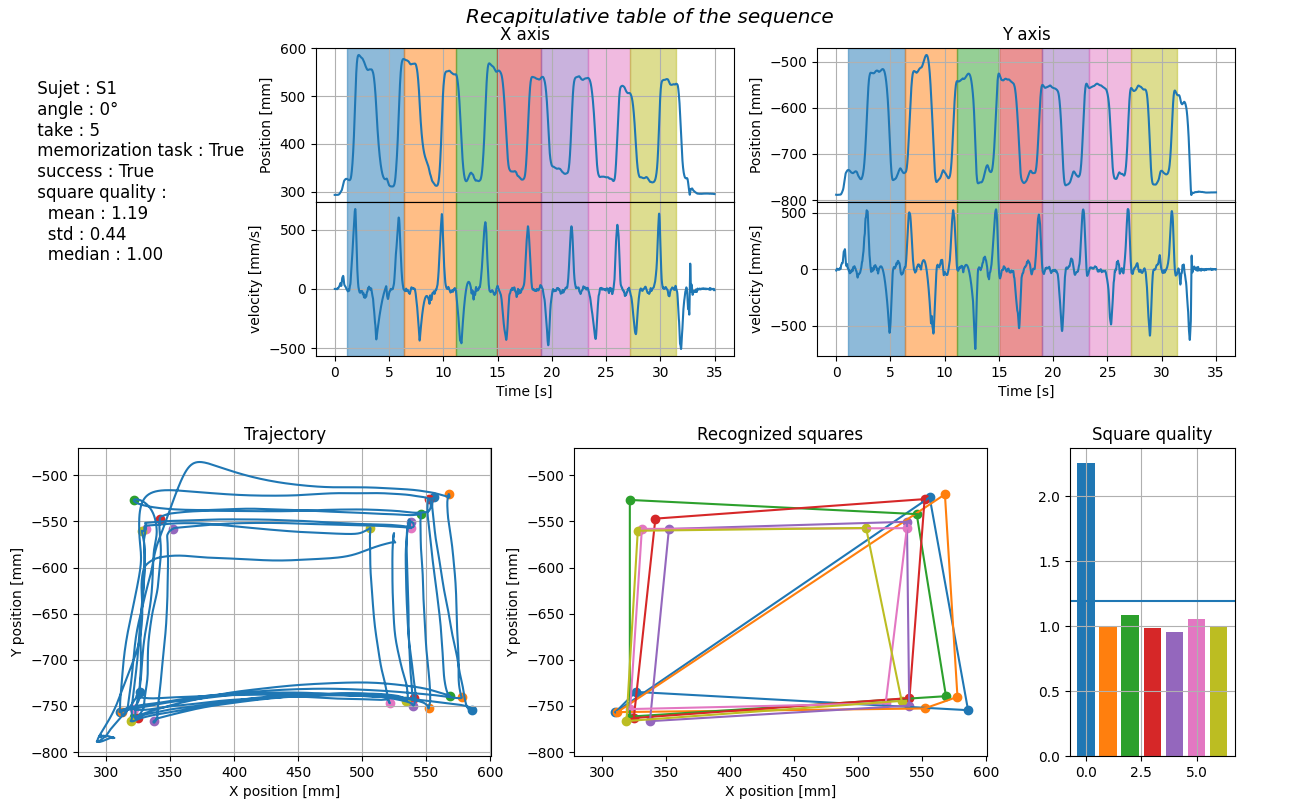 Recapitulative table of the sequence
X axis
Y axis
Sujet : S1
angle : 0°
take : 5
memorization task : True
success : True
square quality :
mean : 1.19
std : 0.44
median : 1.00
Position [mm]
600
500
400
300
velocity [mm/s]
500
0
−500
0 5 10 15 20 25 30 35
Time [s]
Position [mm]
−500
−600
−700
−800
velocity [mm/s]
500
0
−500
0 5 10 15 20 25 30 35
Time [s]
Trajectory
Y position [mm]
−500
−550
−600
−650
−700
−750
−800
300 350 400 450 500 550 600
X position [mm]
Recognized squares
Y position [mm]
−500
−550
−600
−650
−700
−750
−800
300 350 400 450 500 550 600
X position [mm]
Square quality
2.0
1.5
1.0
0.5
0.0
0.0 2.5 5.0